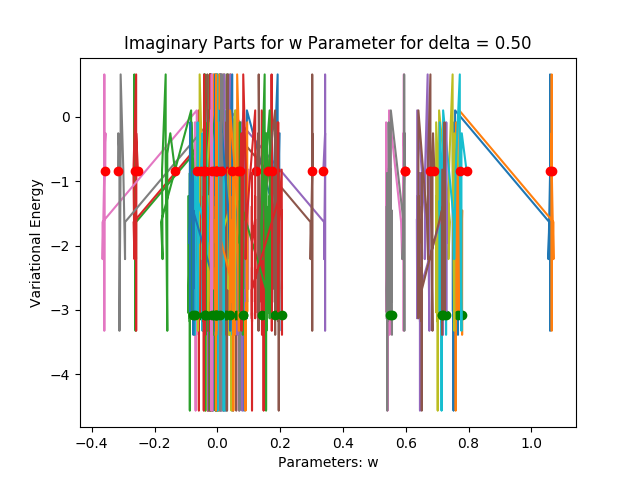 Imaginary Parts for w Parameter for delta = 0.50
Variational Energy
0
−1
−2
−3
−4
−0.4 −0.2 0.0 0.2 0.4 0.6 0.8 1.0
Parameters: w